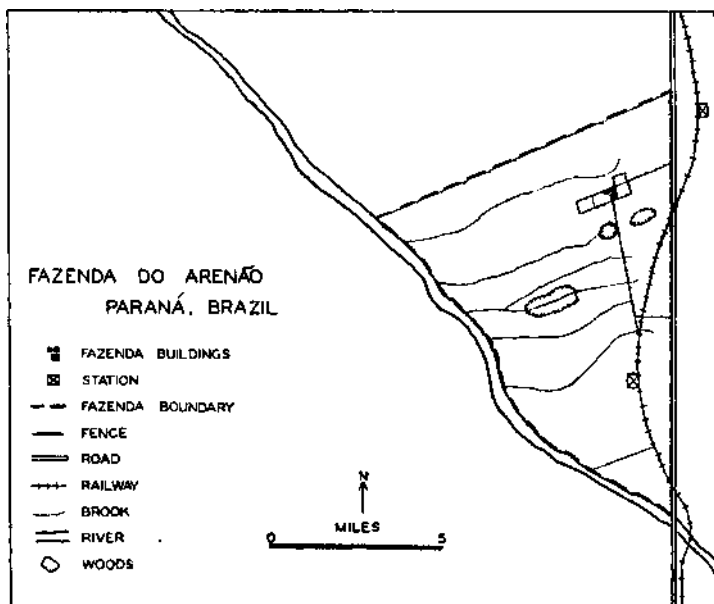 FAZENDA DO ARENÃO
PARANÁ, BRAZIL
FAZENDA BUILDINGS
STATION
FAZENDA BOUNDARY
FENCE
ROAD
RAILWAY
BROOK
RIVER
WOODS
N
MILES
0 5